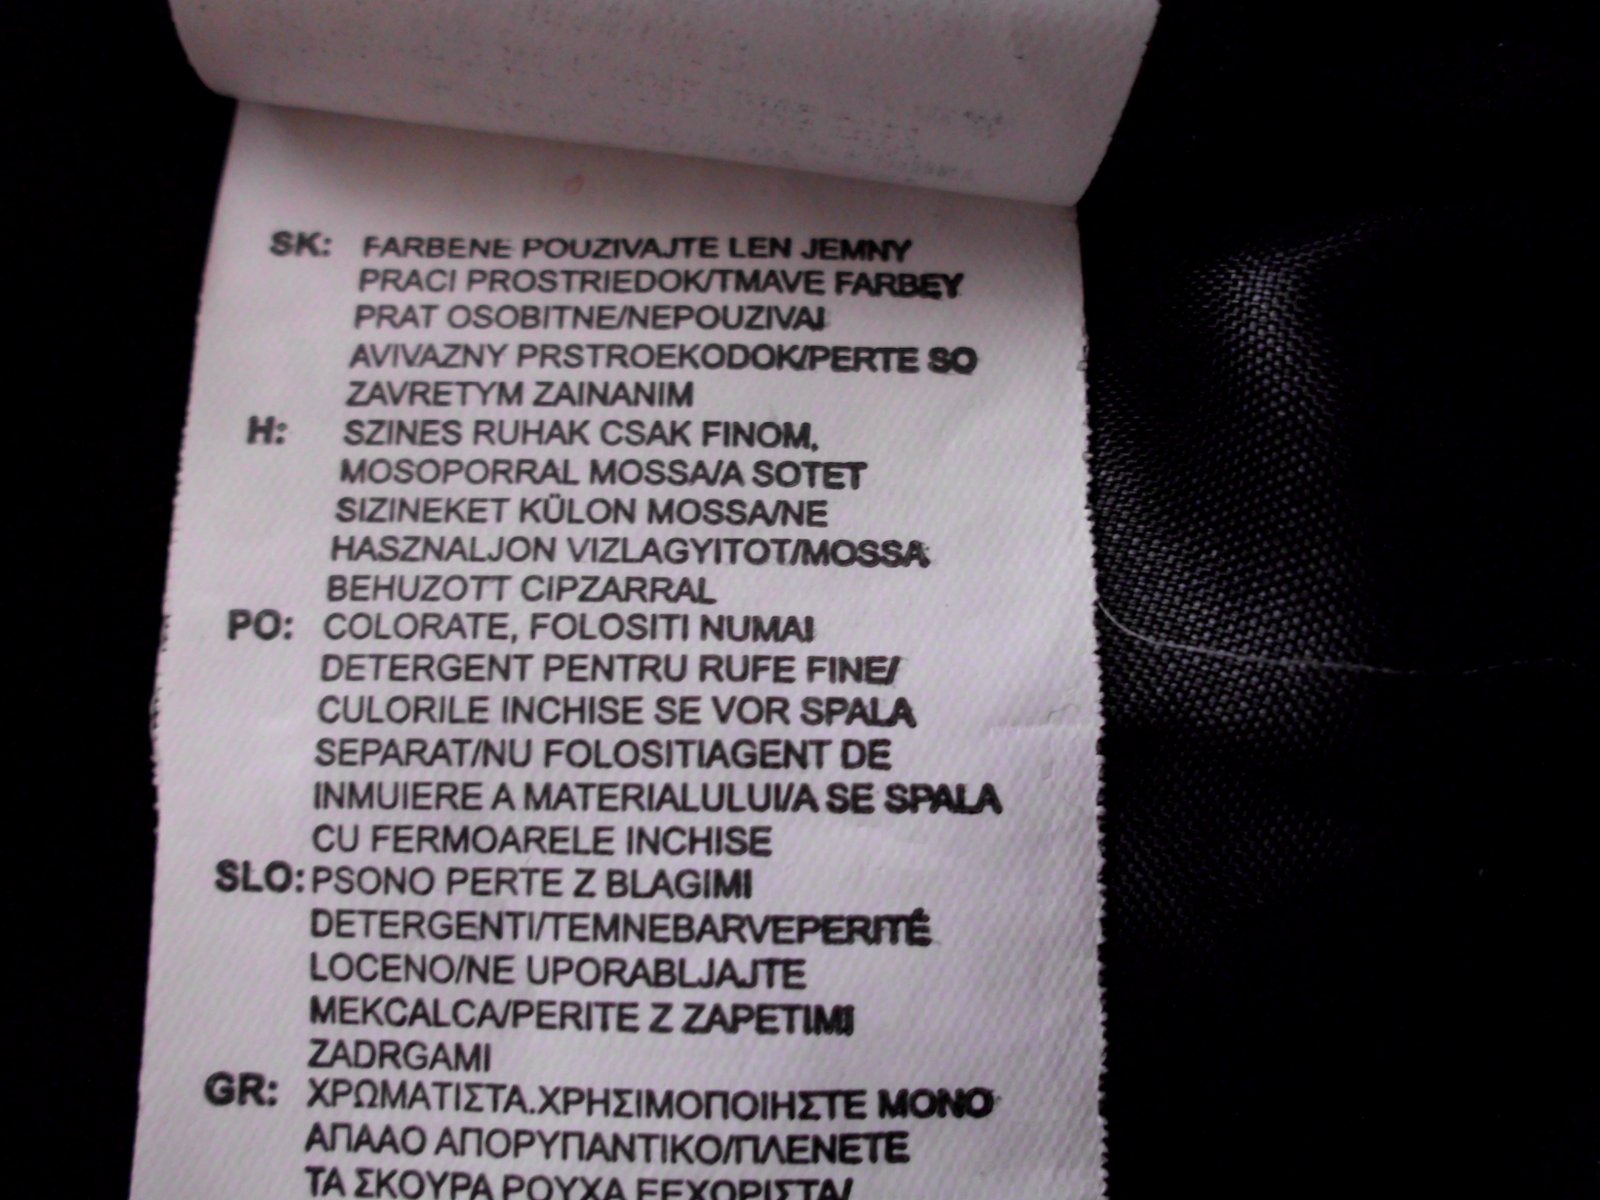 SK: FARBENE POUZIVAJTE LEN JEMNY
PRACI PROSTRIEDOK/TMAVE FARBEY
PRAT OSOBITNE/NEPOUZIVAI
AVIVAZNY PRSTROEKODOK/PERTE SO
ZAVRETYM ZAINANIM
H: SZINES RUHAK CSAK FINOM,
MOSOPORRAL MOSSA/A SOTET
SIZINEKET KÜLON MOSSA/NE
HASZNALJON VIZLAGYITOT/MOSSA
BEHUZOTT CIPZARRAL
PO: COLORATE, FOLOSITI NUMAI
DETERGENT PENTRU RUFE FINE/
CULORILE INCHISE SE VOR SPALA
SEPARAT/NU FOLOSITIAGENT DE
INMUIERE A MATERIALULUI/A SE SPALA
CU FERMOARELE INCHISE
SLO: PSONO PERTE Z BLAGIMI
DETERGENTI/TEMNEBARVEPERITÉ
LOCENO/NE UPORABLJAJTE
MEKCALCA/PERITE Z ZAPETIMI
ZADRGAMI
GR: ΧΡΩΜΑΤΙΣΤΑ.ΧΡΗΣΙΜΟΠΟΙΗΣΤΕ ΜΟΝΟ
ΑΠΑΑΟ ΑΠΟΡΥΠΑΝΤΙΚΟ/ΠΛΕΝΕΤΕ
ΤΑ ΣΚΟΥΡΑ ΡΟΥΧΑ ΕΕΧΟΡΙΣΤΑ/